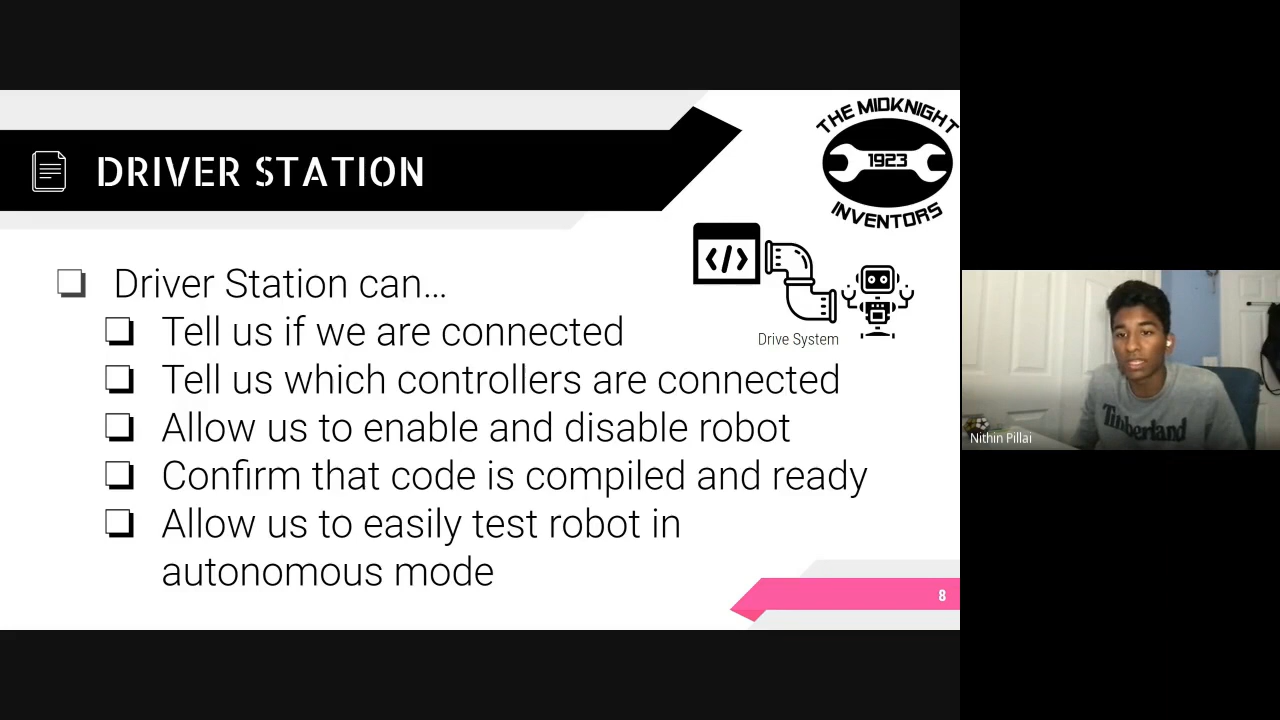 THE MIDKNIGHT
1923
INVENTORS
DRIVER STATION
Driver Station can…
Tell us if we are connected
Tell us which controllers are connected
Allow us to enable and disable robot
Confirm that code is compiled and ready
Allow us to easily test robot in
autonomous mode
</>
Drive System
8
Timberland
Nithin Pillai